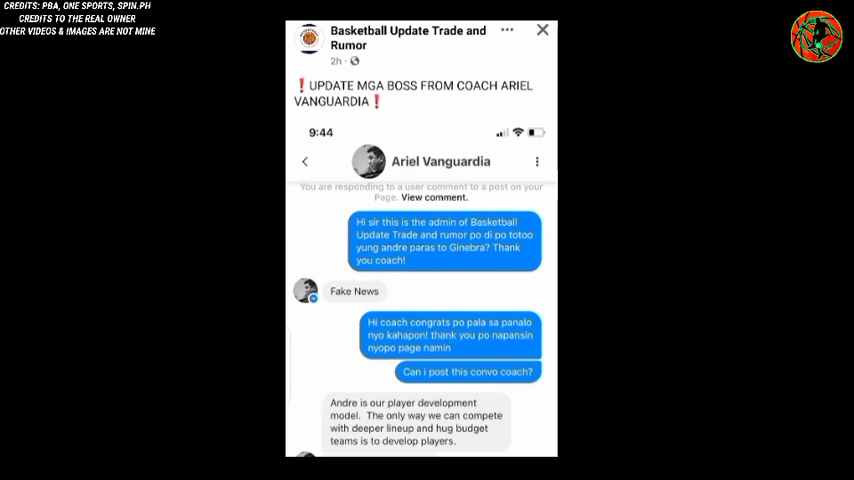 CREDITS: PBA, ONE SPORTS, SPIN.PH
CREDITS TO THE REAL OWNER
OTHER VIDEOS & IMAGES ARE NOT MINE
Basketball Update Trade and
Rumor
2h
❗UPDATE MGA BOSS FROM COACH ARIEL
VANGUARDIA❗
9:44
Ariel Vanguardia
You are responding to a user comment to a post on your
Page. View comment.
Hi sir this is the admin of Basketball
Update Trade and rumor po di po totoo
yung andre paras to Ginebra? Thank
you coach!
Fake News
Hi coach congrats po pala sa panalo
nyo kahapon! thank you po napansin
nyopo page namin
Can i post this convo coach?
Andre is our player development
model. The only way we can compete
with deeper lineup and hug budget
teams is to develop players.